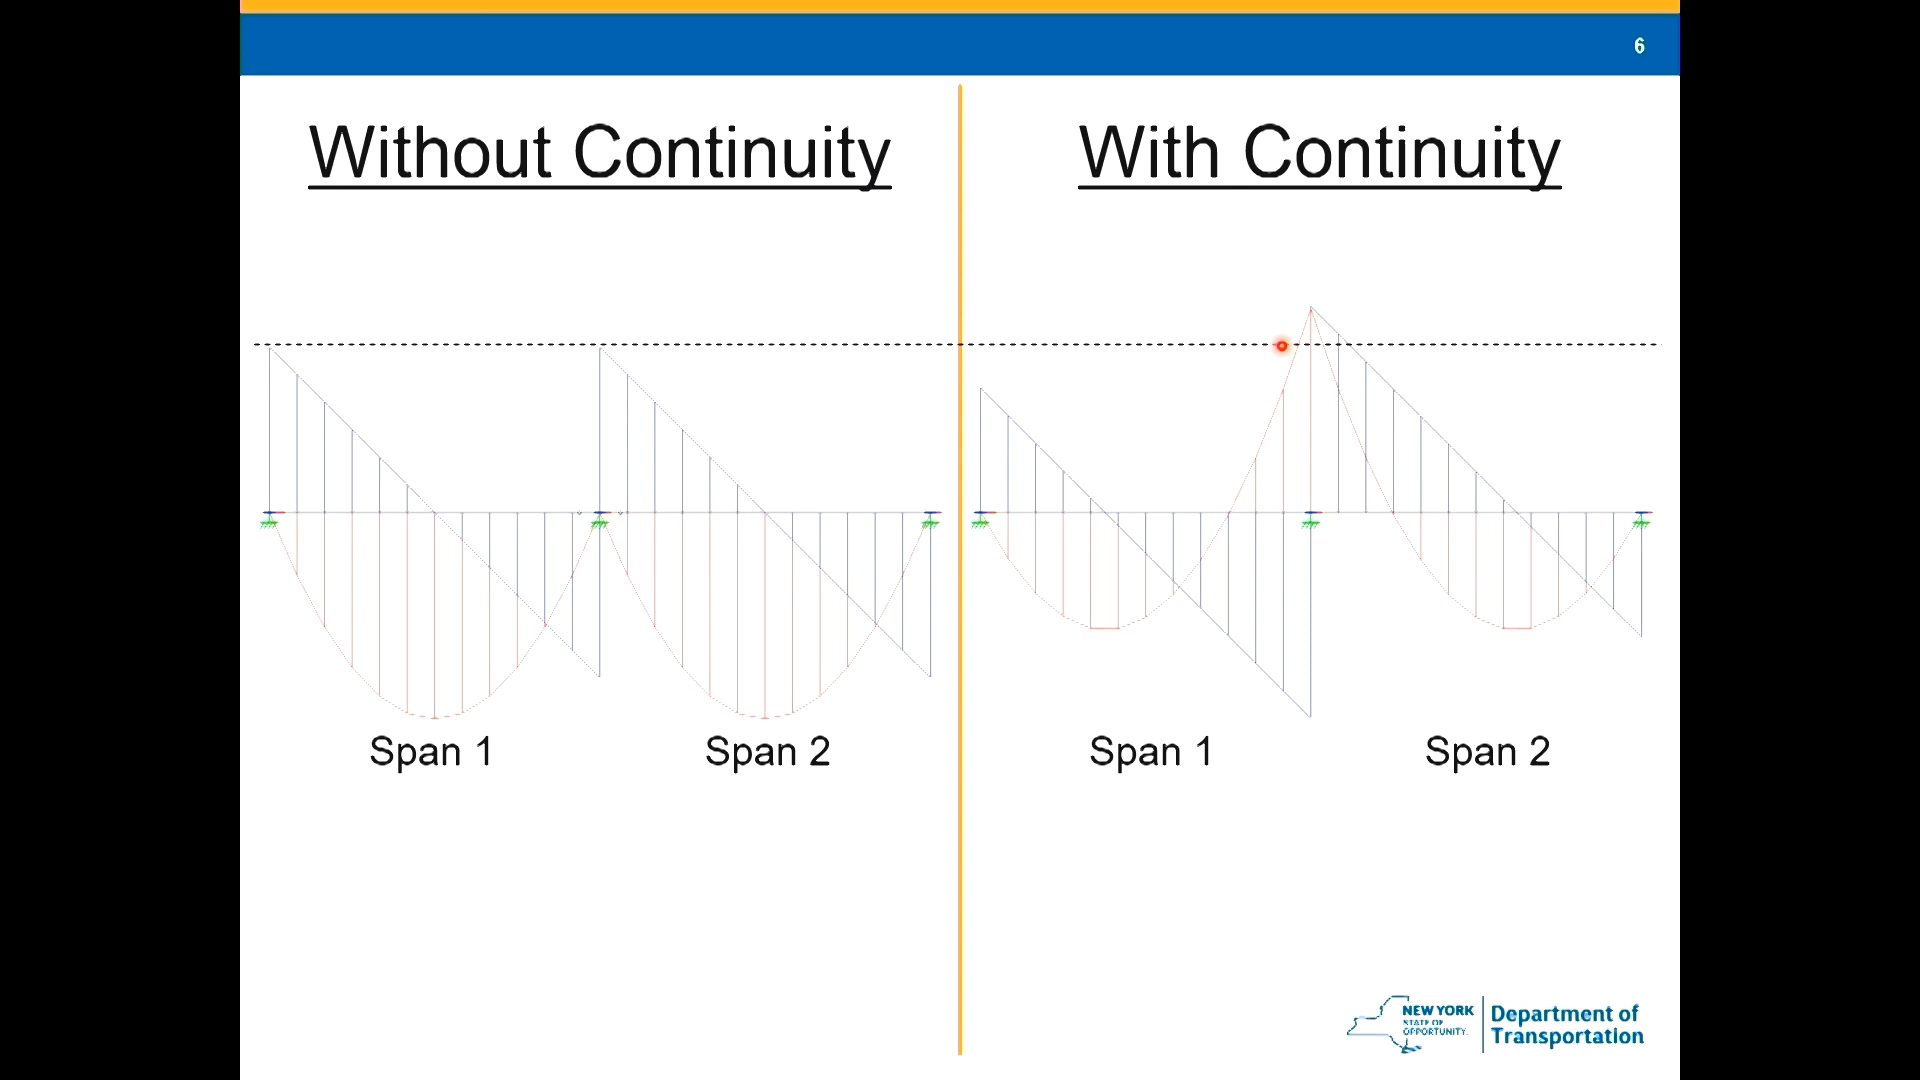 6
Without Continuity
With Continuity
Span 1
Span 2
Span 1
Span 2
NEW YORK
STATE OF
OPPORTUNITY.
Department of
Transportation